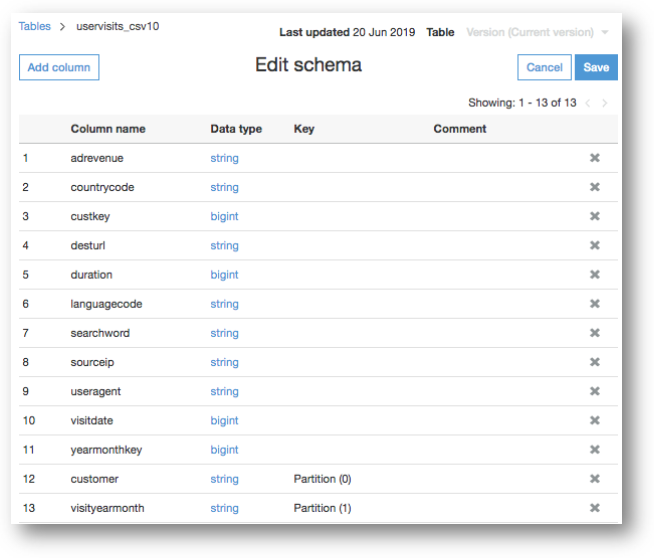 Tables > uservisits_csv10
Last updated 20 Jun 2019 Table Version (Current version)
Add column Edit schema Cancel Save
Showing: 1 - 13 of 13 < >
Column name Data type Key Comment
1 adrevenue string
2 countrycode string
3 custkey bigint
4 desturl string
5 duration bigint
6 languagecode string
7 searchword string
8 sourceip string
9 useragent string
10 visitdate bigint
11 yearmonthkey bigint
12 customer string Partition (0)
13 visityearmonth string Partition (1)